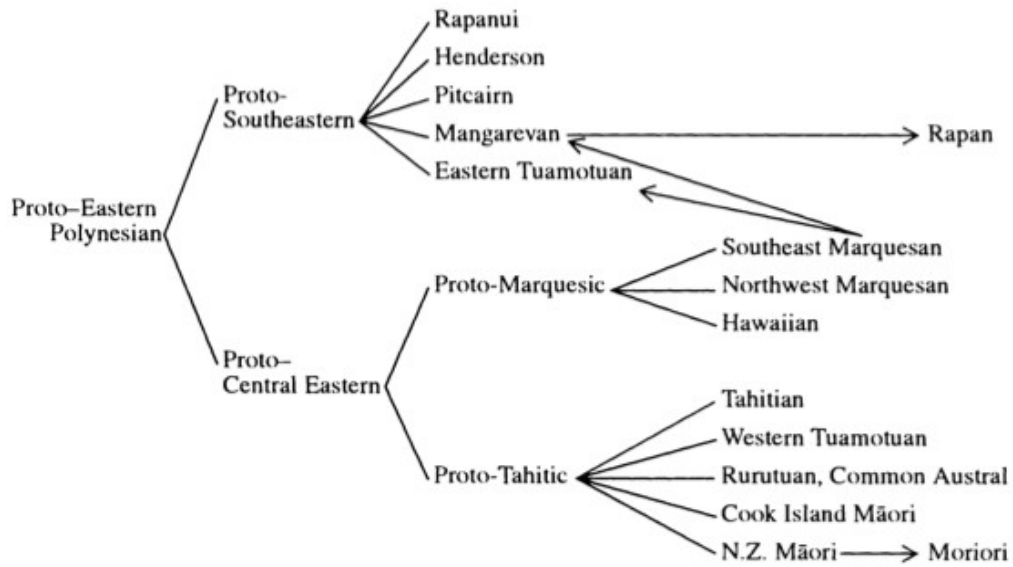 Rapanui
Henderson
Proto-
Southeastern
Pitcairn
Mangarevan
Rapan
Eastern Tuamotuan
Proto–Eastern
Polynesian
Southeast Marquesan
Proto-Marquesic
Northwest Marquesan
Hawaiian
Proto–
Central Eastern
Tahitian
Western Tuamotuan
Proto-Tahitic
Rurutuan, Common Austral
Cook Island Māori
N.Z. Māori
Moriori